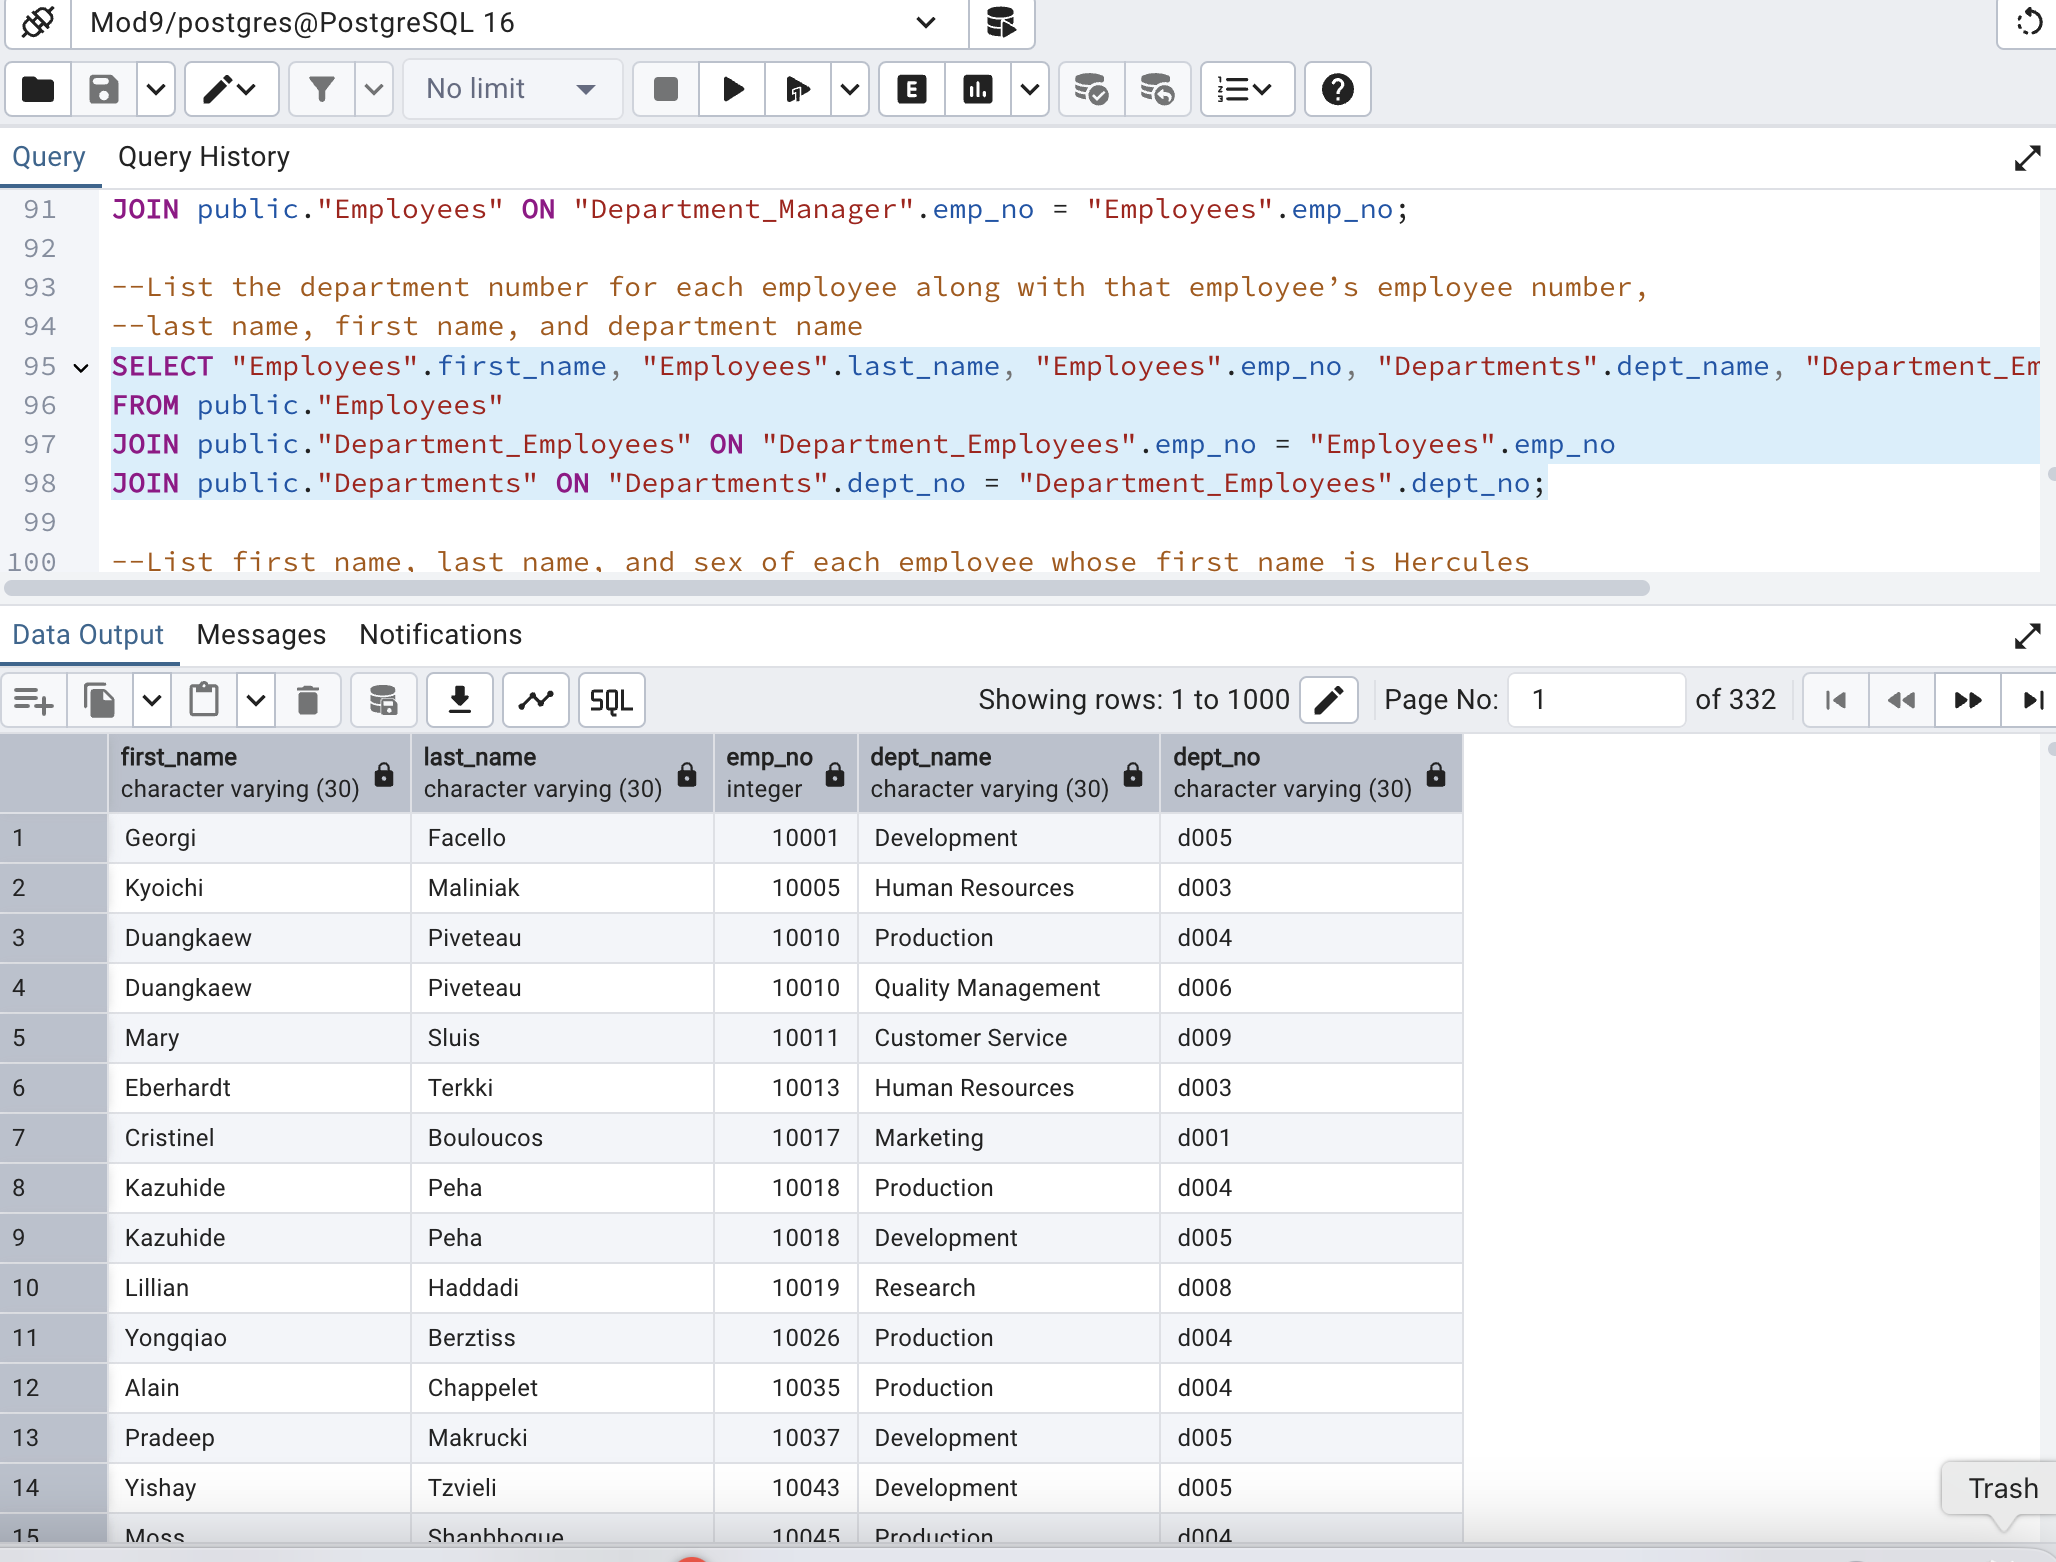 Mod9/postgres@PostgreSQL 16
No limit
E
Query Query History
91 JOIN public."Employees" ON "Department_Manager".emp_no = "Employees".emp_no;
92
93 --List the department number for each employee along with that employee’s employee number,
94 --last name, first name, and department name
95 SELECT "Employees".first_name, "Employees".last_name, "Employees".emp_no, "Departments".dept_name, "Department_Em
96 FROM public."Employees"
97 JOIN public."Department_Employees" ON "Department_Employees".emp_no = "Employees".emp_no
98 JOIN public."Departments" ON "Departments".dept_no = "Department_Employees".dept_no;
99
100 --List first name, last name, and sex of each employee whose first name is Hercules
Data Output Messages Notifications
SQL Showing rows: 1 to 1000 Page No: 1 of 332
first_name last_name emp_no dept_name dept_no
character varying (30) character varying (30) integer character varying (30) character varying (30)
1 Georgi Facello 10001 Development d005
2 Kyoichi Maliniak 10005 Human Resources d003
3 Duangkaew Piveteau 10010 Production d004
4 Duangkaew Piveteau 10010 Quality Management d006
5 Mary Sluis 10011 Customer Service d009
6 Eberhardt Terkki 10013 Human Resources d003
7 Cristinel Bouloucos 10017 Marketing d001
8 Kazuhide Peha 10018 Production d004
9 Kazuhide Peha 10018 Development d005
10 Lillian Haddadi 10019 Research d008
11 Yongqiao Berztiss 10026 Production d004
12 Alain Chappelet 10035 Production d004
13 Pradeep Makrucki 10037 Development d005
14 Yishay Tzvieli 10043 Development d005
15 Moss Shanbhogue 10045 Production d004
Trash